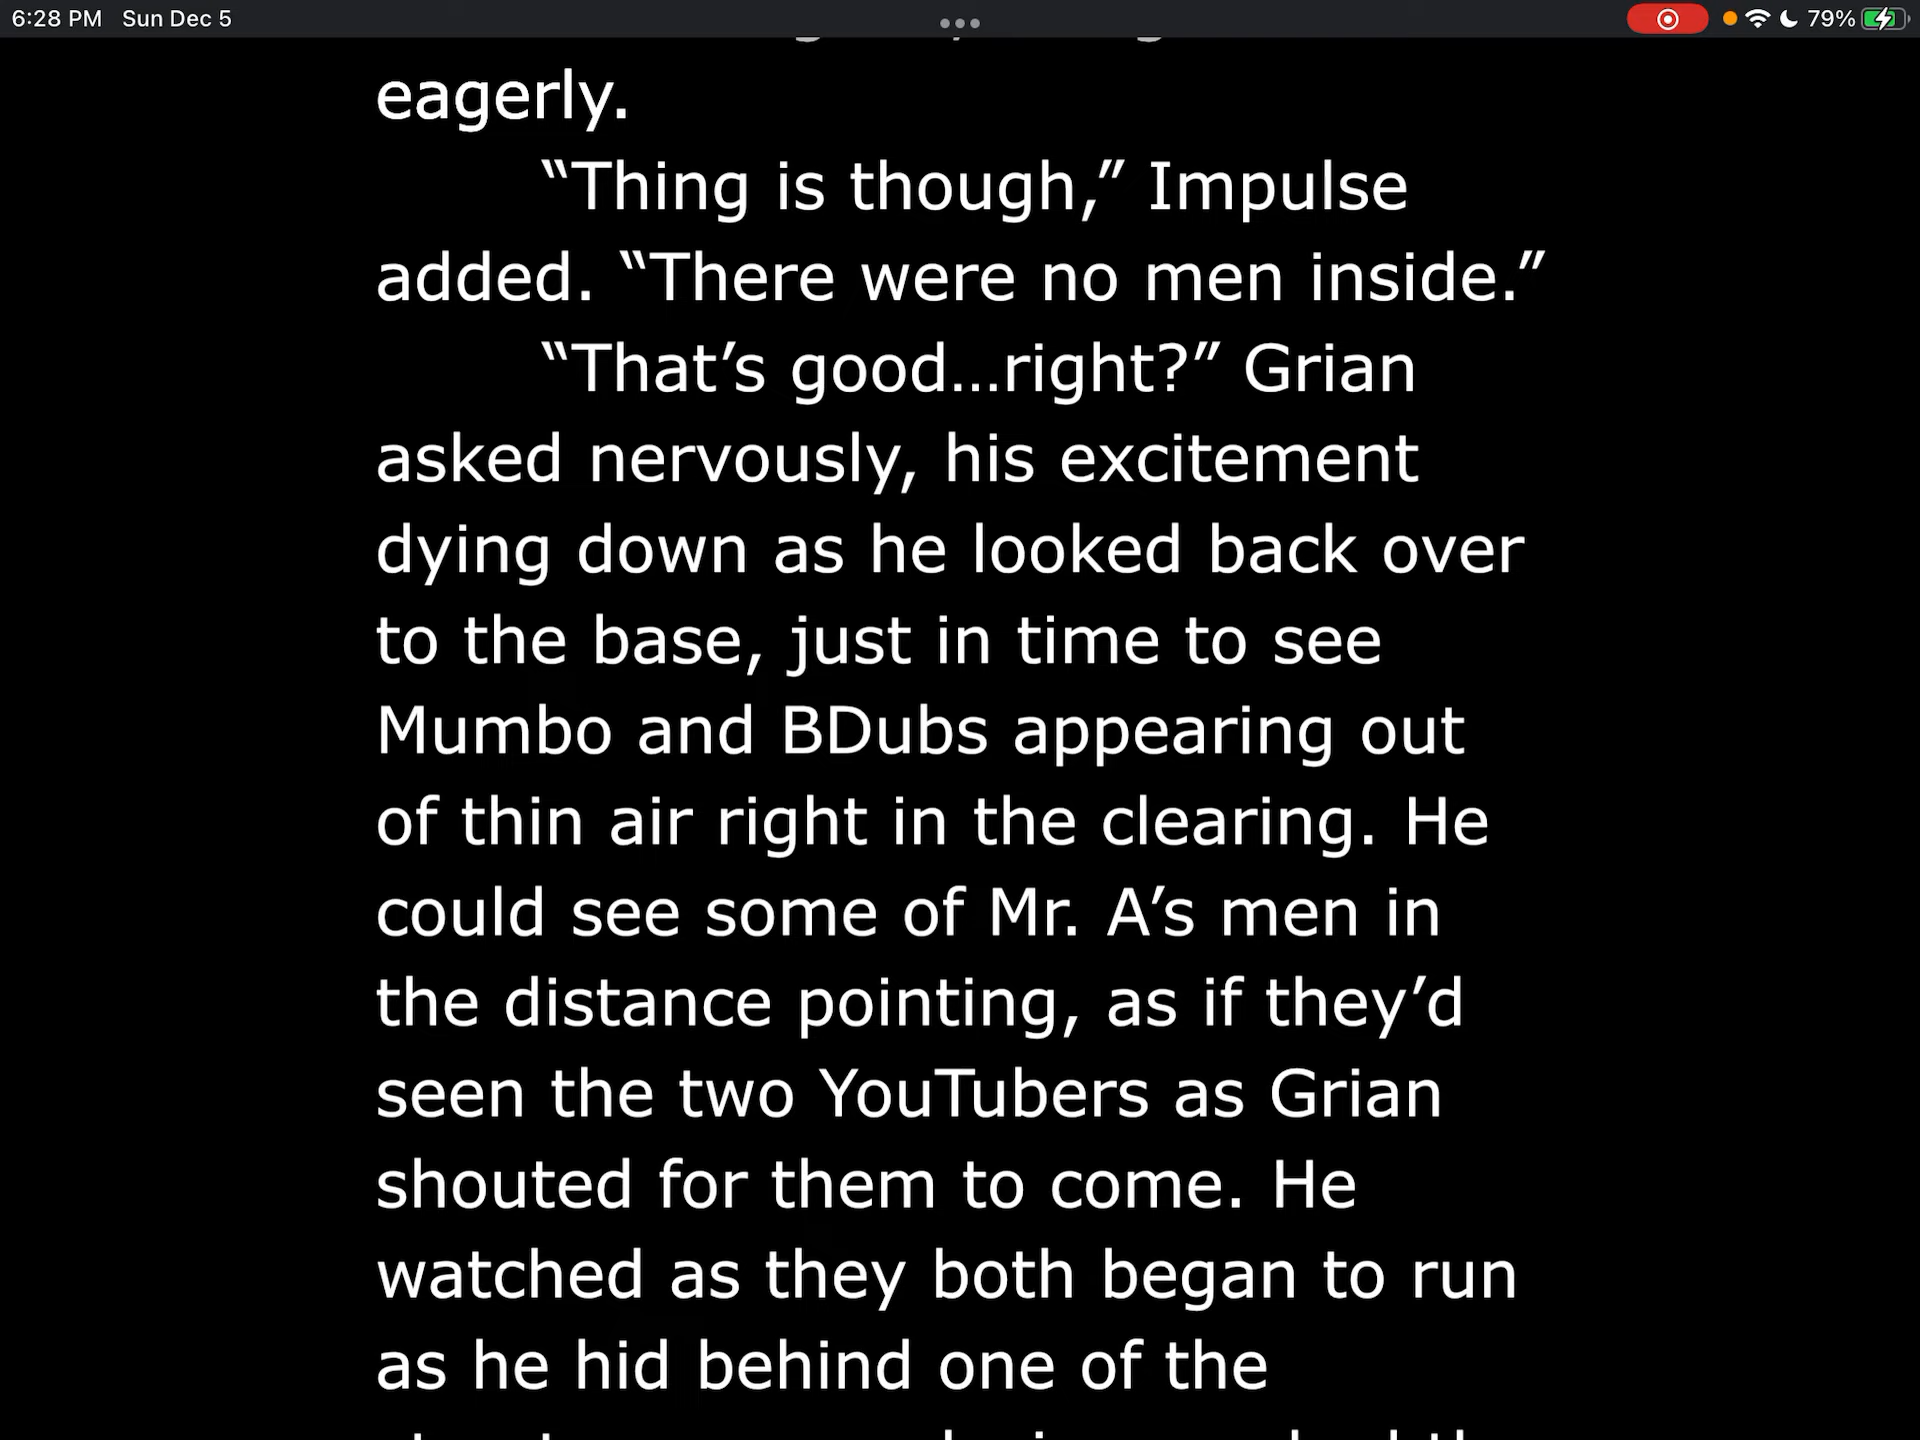 6:28 PM Sun Dec 5
79%
eagerly.
“Thing is though,” Impulse
added. “There were no men inside.”
“That’s good…right?” Grian
asked nervously, his excitement
dying down as he looked back over
to the base, just in time to see
Mumbo and BDubs appearing out
of thin air right in the clearing. He
could see some of Mr. A’s men in
the distance pointing, as if they’d
seen the two YouTubers as Grian
shouted for them to come. He
watched as they both began to run
as he hid behind one of the